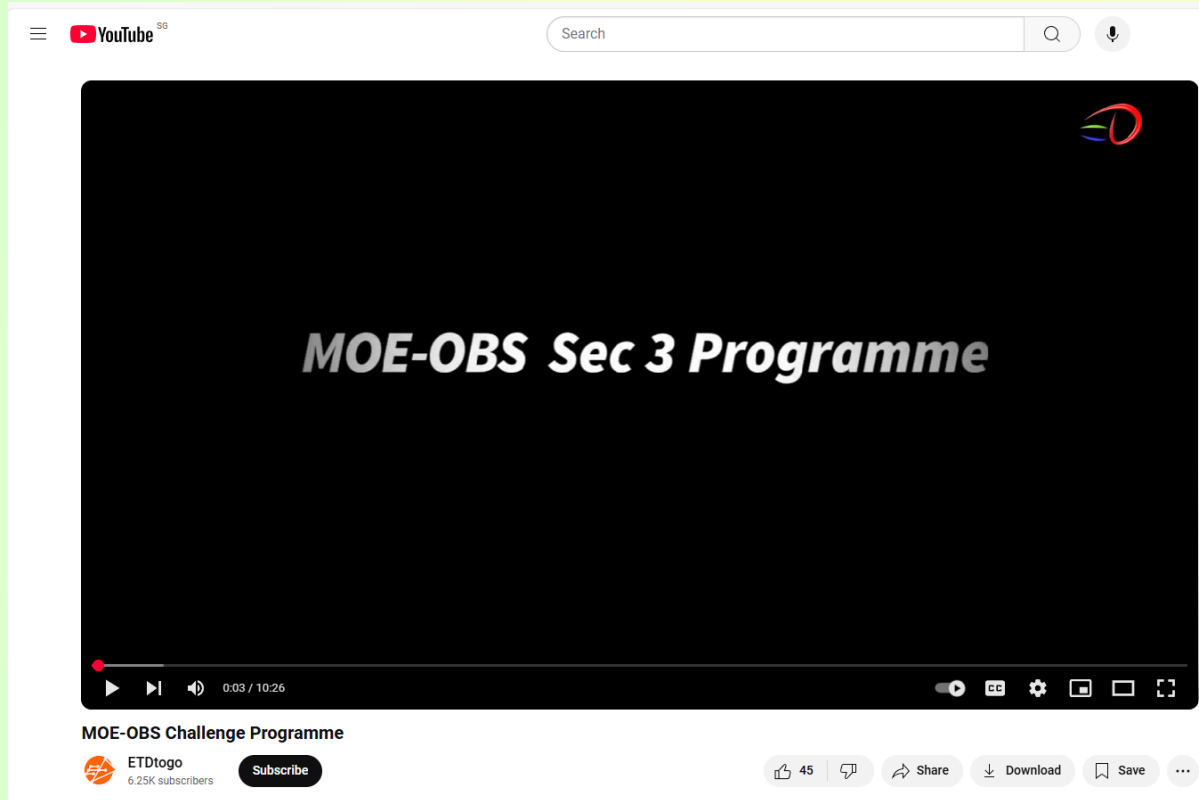 YouTube SG
Search
MOE-OBS Sec 3 Programme
0:03 / 10:26
CC
MOE-OBS Challenge Programme
ETDtogo
6.25K subscribers
Subscribe
45
Share
Download
Save